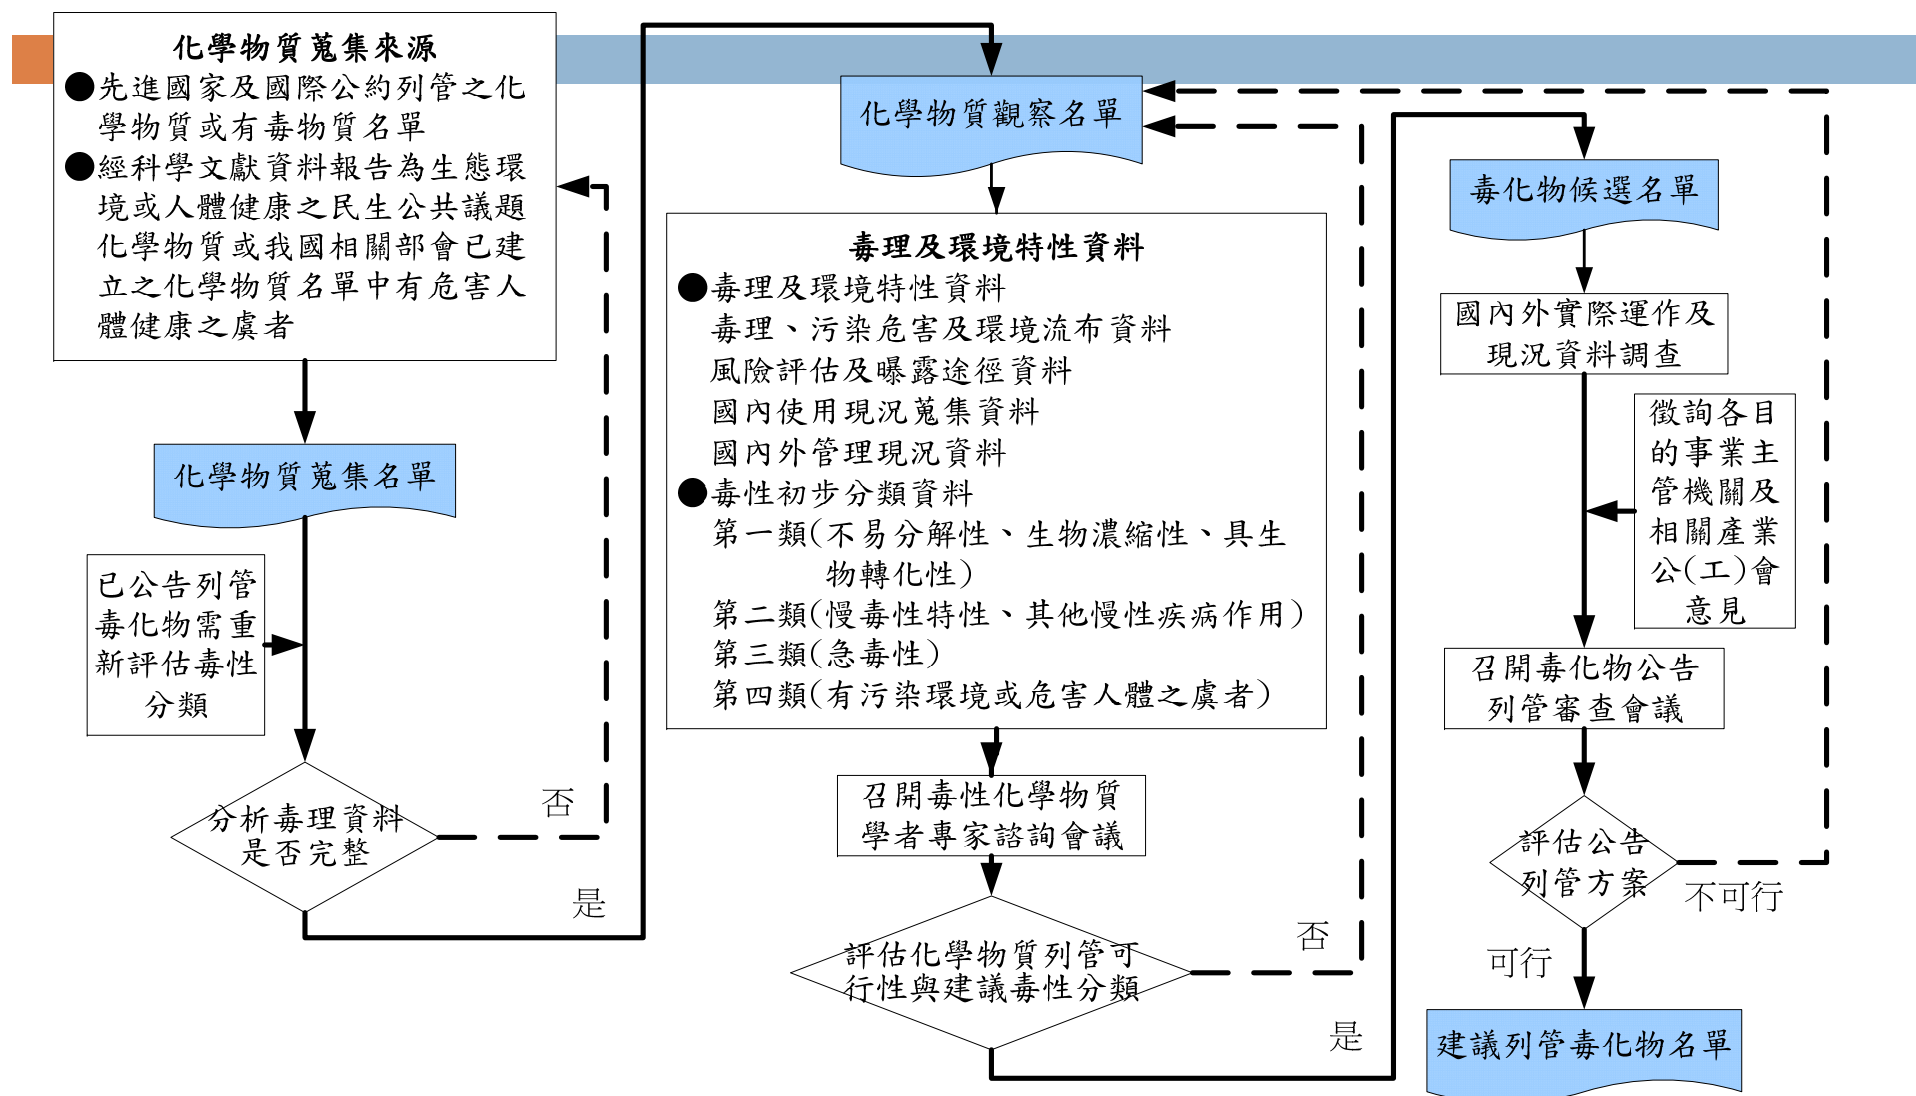 化學物質蒐集來源
●先進國家及國際公約列管之化
學物質或有毒物質名單
●經科學文獻資料報告為生態環
境或人體健康之民生公共議題
化學物質或我國相關部會已建
立之化學物質名單中有危害人
體健康之虞者
化學物質蒐集名單
已公告列管
毒化物需重
新評估毒性
分類
分析毒理資料
是否完整
否
是
化學物質觀察名單
毒理及環境特性資料
●毒理及環境特性資料
毒理、污染危害及環境流布資料
風險評估及曝露途徑資料
國內使用現況蒐集資料
國內外管理現況資料
●毒性初步分類資料
第一類(不易分解性、生物濃縮性、具生
物轉化性)
第二類(慢毒性特性、其他慢性疾病作用)
第三類(急毒性)
第四類(有污染環境或危害人體之虞者)
召開毒性化學物質
學者專家諮詢會議
評估化學物質列管可
行性與建議毒性分類
否
是
毒化物候選名單
國內外實際運作及
現況資料調查
徵詢各目
的事業主
管機關及
相關產業
公(工)會
意見
召開毒化物公告
列管審查會議
評估公告
列管方案
不可行
可行
建議列管毒化物名單